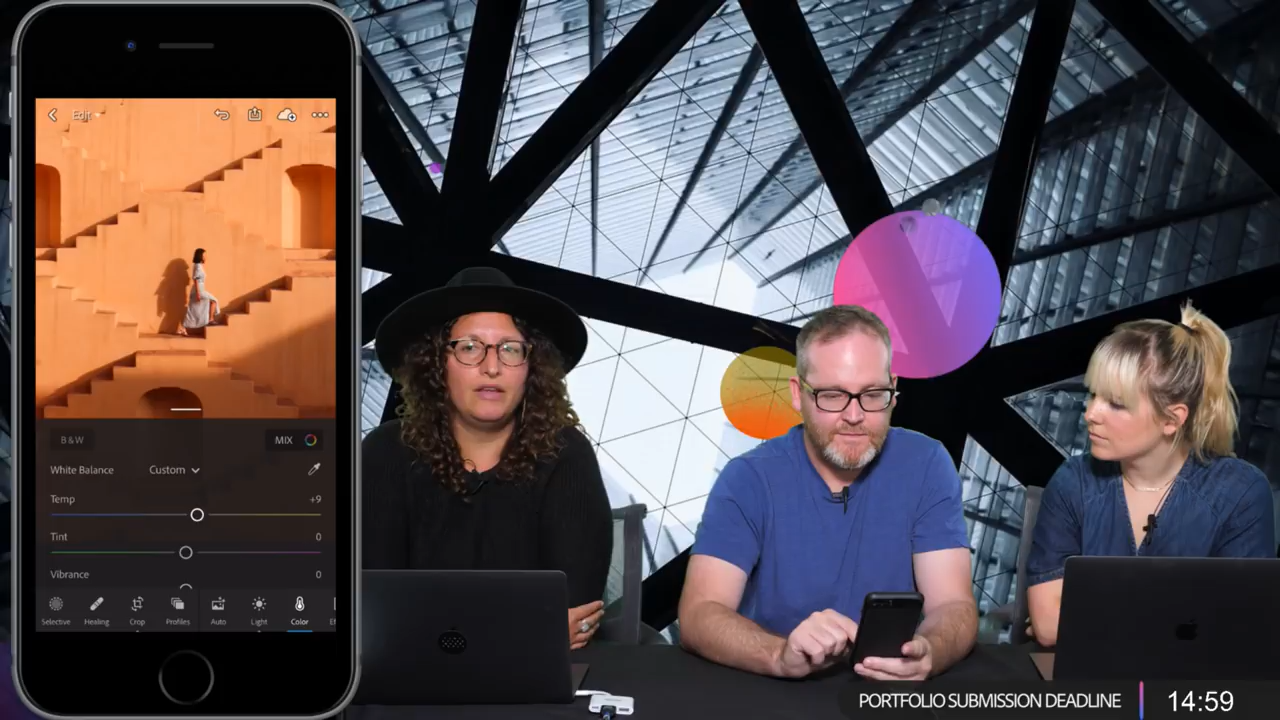 Edit
B&W
MIX
White Balance
Custom
Temp
+9
Tint
0
Vibrance
0
Selective
Healing
Crop
Profiles
Auto
Light
Color
PORTFOLIO SUBMISSION DEADLINE
14:59